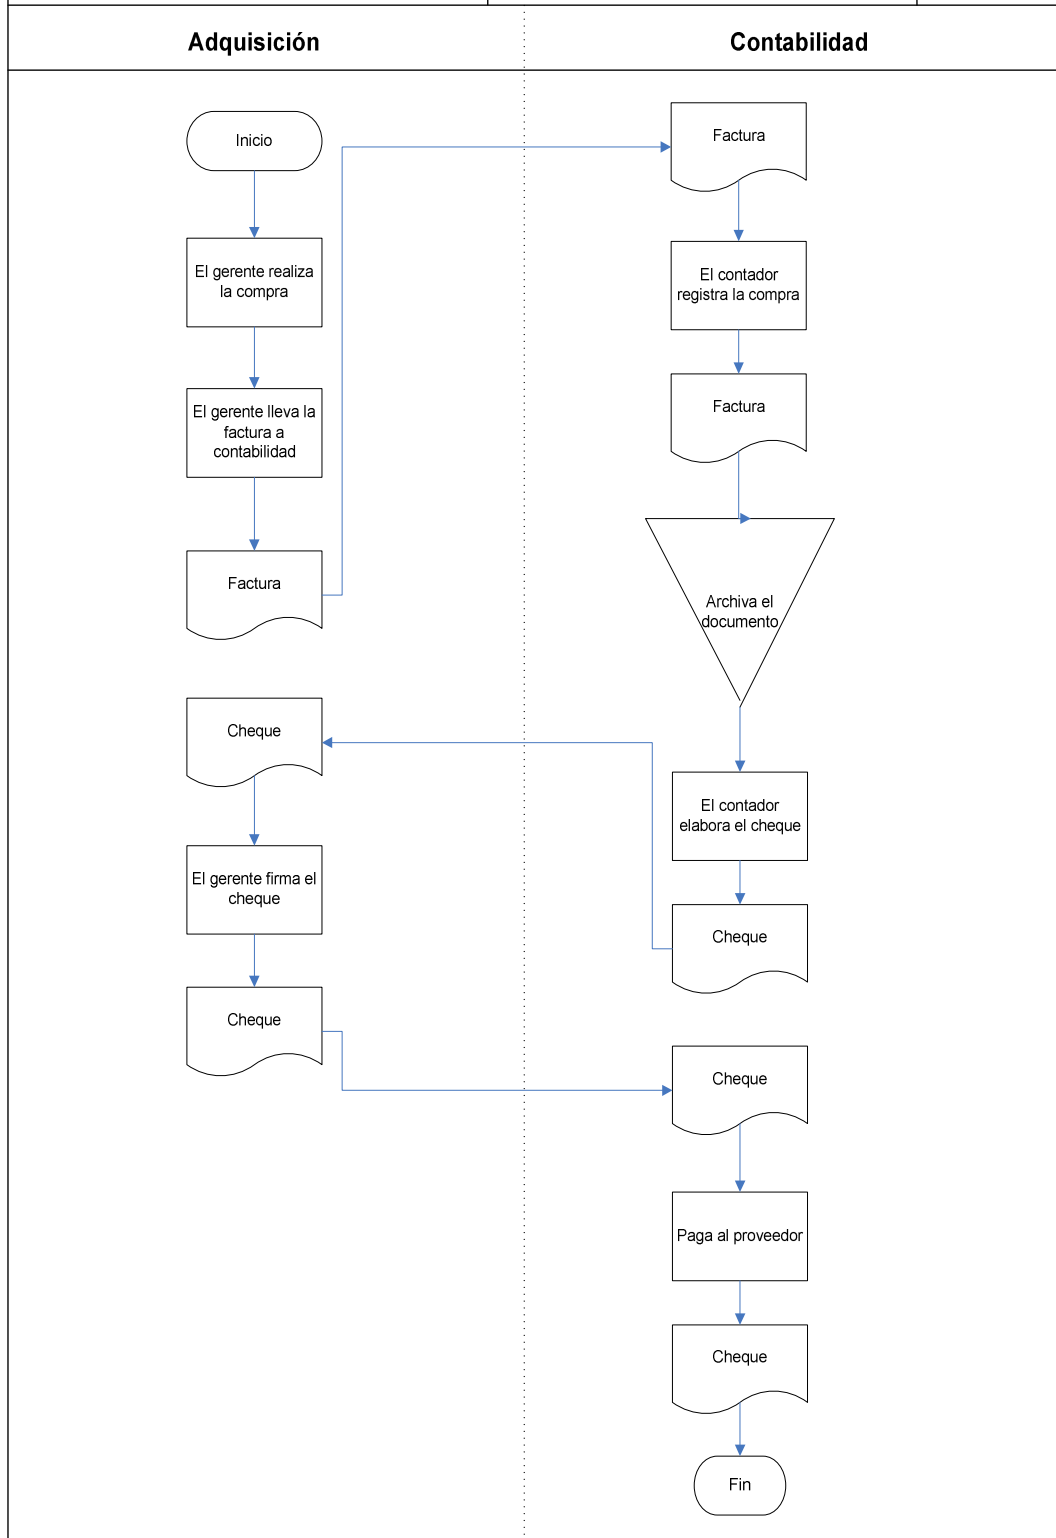 Adquisición
Contabilidad
Inicio
El gerente realiza
la compra
El gerente lleva la
factura a
contabilidad
Factura
Factura
El contador
registra la compra
Factura
Archiva el
documento
El contador
elabora el cheque
Cheque
Cheque
El gerente firma el
cheque
Cheque
Cheque
Paga al proveedor
Cheque
Fin